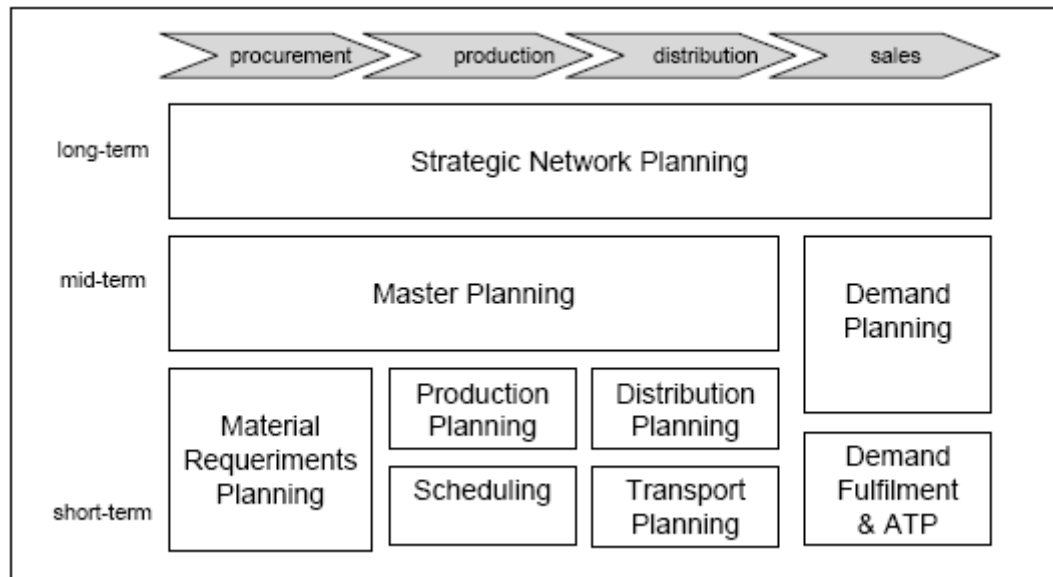 procurement
production
distribution
sales
long-term
Strategic Network Planning
mid-term
Master Planning
Demand
Planning
Material
Requeriments
Planning
Production
Planning
Distribution
Planning
short-term
Scheduling
Transport
Planning
Demand
Fulfilment
& ATP